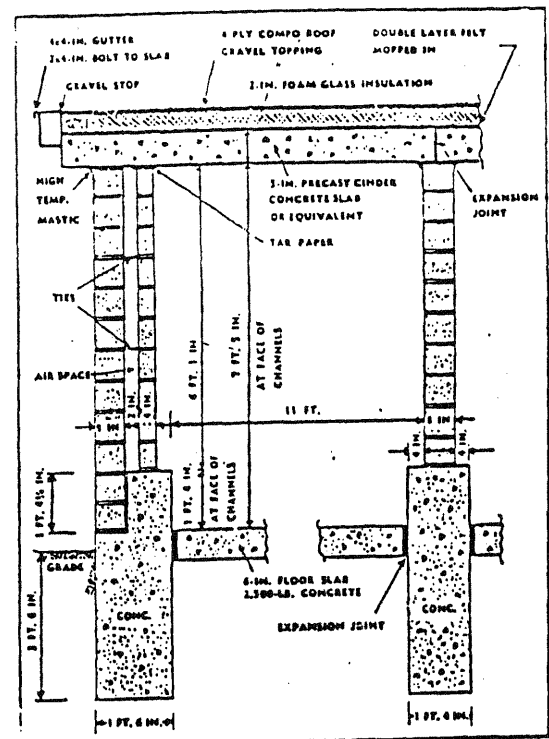 4x4-IN. GUTTER
2x4-IN. BOLT TO SLAB
GRAVEL STOP
4 PLY COMPO ROOF
GRAVEL TOPPING
DOUBLE LAYER FELT
MOPPED IN
2-IN. FOAM GLASS INSULATION
HIGH
TEMP.
MASTIC
3-IN. PRECAST CINDER
CONCRETE SLAB
OR EQUIVALENT
TAR PAPER
EXPANSION
JOINT
TIES
AIR SPACE
2 IN.
4 IN.
6 FT. 1 IN
AT FACE OF
CHANNELS
11 FT.
8 IN
4 IN.
4 IN.
1 FT. 4 IN.
AT FACE OF
CHANNELS
1 FT. 4½ IN.
GRADE
3 FT. 6 IN.
CONC.
6-IN. FLOOR SLAB
2,500-LB. CONCRETE
EXPANSION JOINT
CONC.
1 FT. 6 IN.
1 FT. 4 IN.